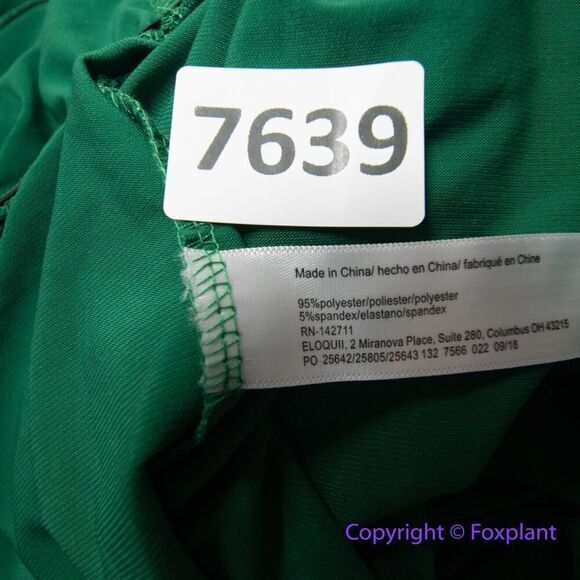 7639
Made in China/ hecho en China/ fabriqué en Chine
95%polyester/poliester/polyester
5%spandex/elastano/spandex
RN-142711
ELOQUII, 2 Miranova Place, Suite 280, Columbus OH 43215
PO 25642/25805/25643 132 7566 022 09/18
Copyright © Foxplant